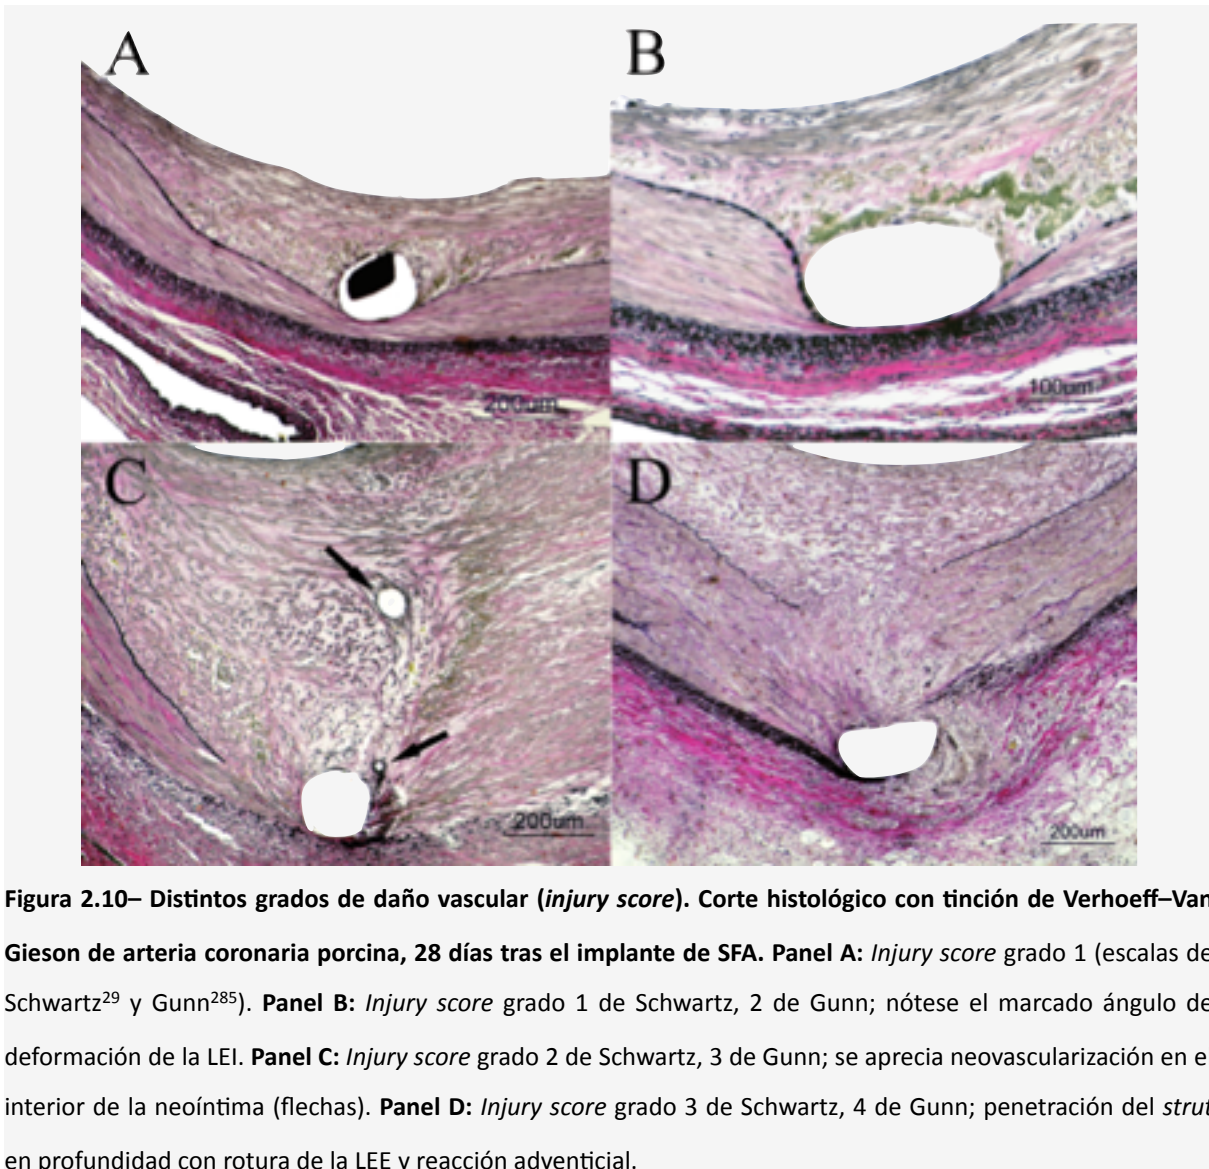 A
B
200um
100um
C
D
200um
200um
Figura 2.10– Distintos grados de daño vascular (injury score). Corte histológico con tinción de Verhoeff–Van
Gieson de arteria coronaria porcina, 28 días tras el implante de SFA. Panel A: Injury score grado 1 (escalas de
Schwartz29 y Gunn285). Panel B: Injury score grado 1 de Schwartz, 2 de Gunn; nótese el marcado ángulo de
deformación de la LEI. Panel C: Injury score grado 2 de Schwartz, 3 de Gunn; se aprecia neovascularización en e
interior de la neoíntima (flechas). Panel D: Injury score grado 3 de Schwartz, 4 de Gunn; penetración del strut
en profundidad con rotura de la LEE y reacción adventicial.